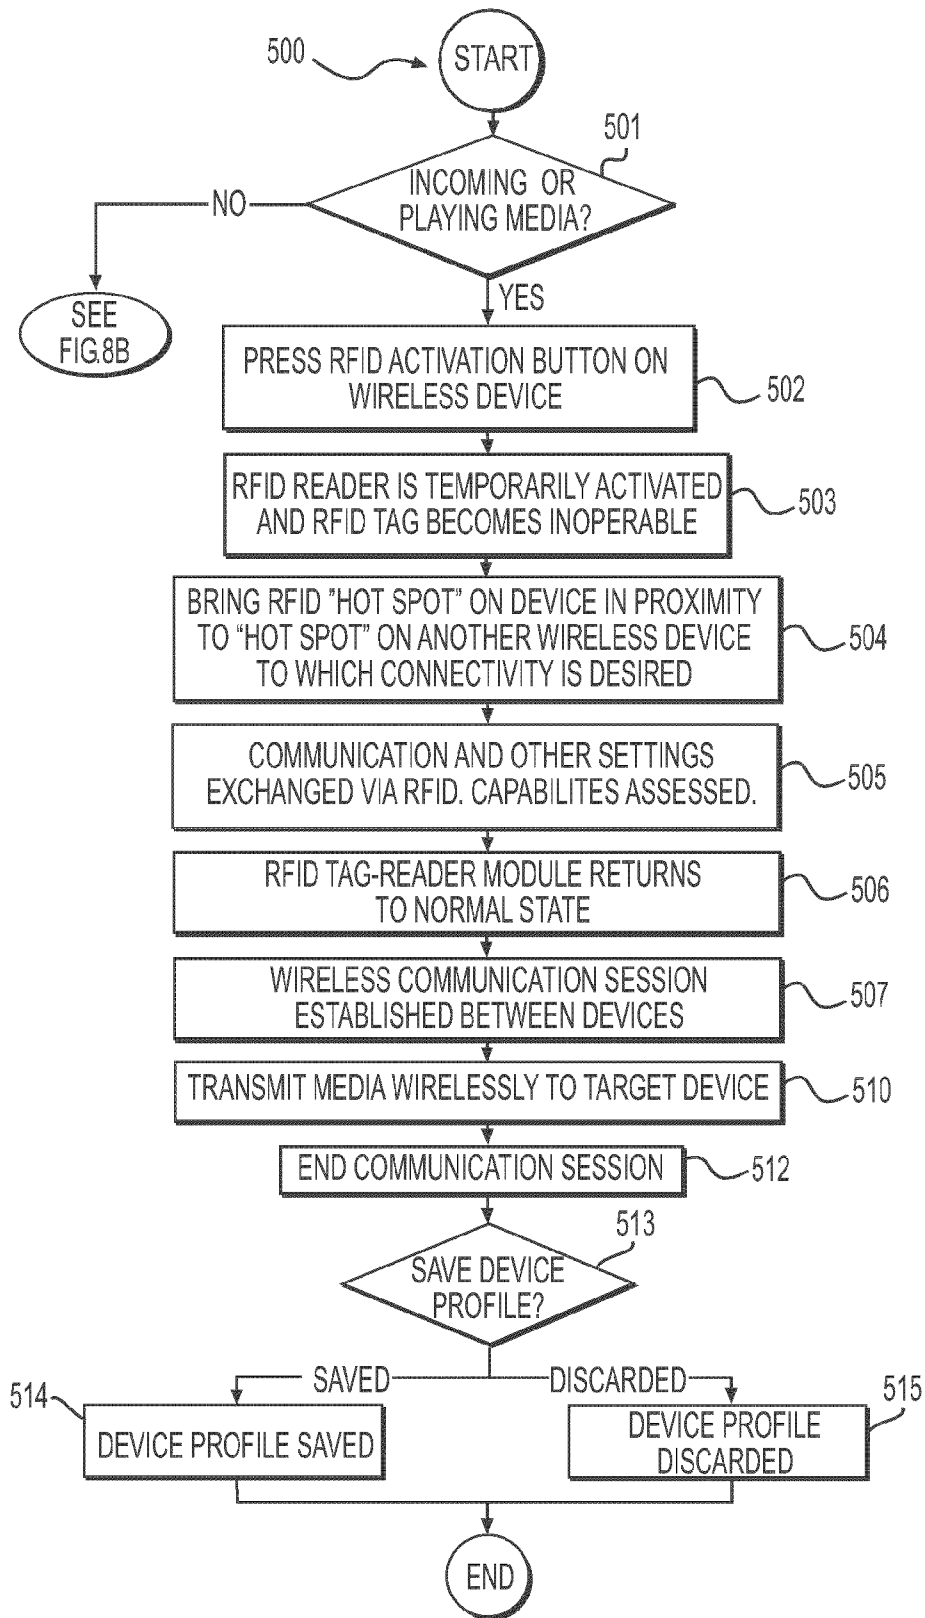 500
START
501
INCOMING OR
PLAYING MEDIA?
NO
SEE
FIG.8B
YES
PRESS RFID ACTIVATION BUTTON ON
WIRELESS DEVICE
502
RFID READER IS TEMPORARILY ACTIVATED
AND RFID TAG BECOMES INOPERABLE
503
BRING RFID ”HOT SPOT” ON DEVICE IN PROXIMITY
TO “HOT SPOT” ON ANOTHER WIRELESS DEVICE
TO WHICH CONNECTIVITY IS DESIRED
504
COMMUNICATION AND OTHER SETTINGS
EXCHANGED VIA RFID. CAPABILITES ASSESSED.
505
RFID TAG-READER MODULE RETURNS
TO NORMAL STATE
506
WIRELESS COMMUNICATION SESSION
ESTABLISHED BETWEEN DEVICES
507
TRANSMIT MEDIA WIRELESSLY TO TARGET DEVICE
510
END COMMUNICATION SESSION
512
513
SAVE DEVICE
PROFILE?
SAVED
DISCARDED
514
DEVICE PROFILE SAVED
515
DEVICE PROFILE
DISCARDED
END